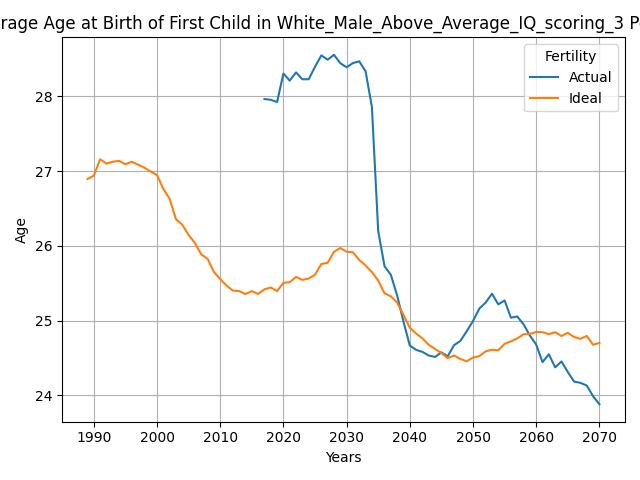 rage Age at Birth of First Child in White_Male_Above_Average_IQ_scoring_3 P
Fertility
Actual
Ideal
28
27
26
25
24
Age
1990 2000 2010 2020 2030 2040 2050 2060 2070
Years